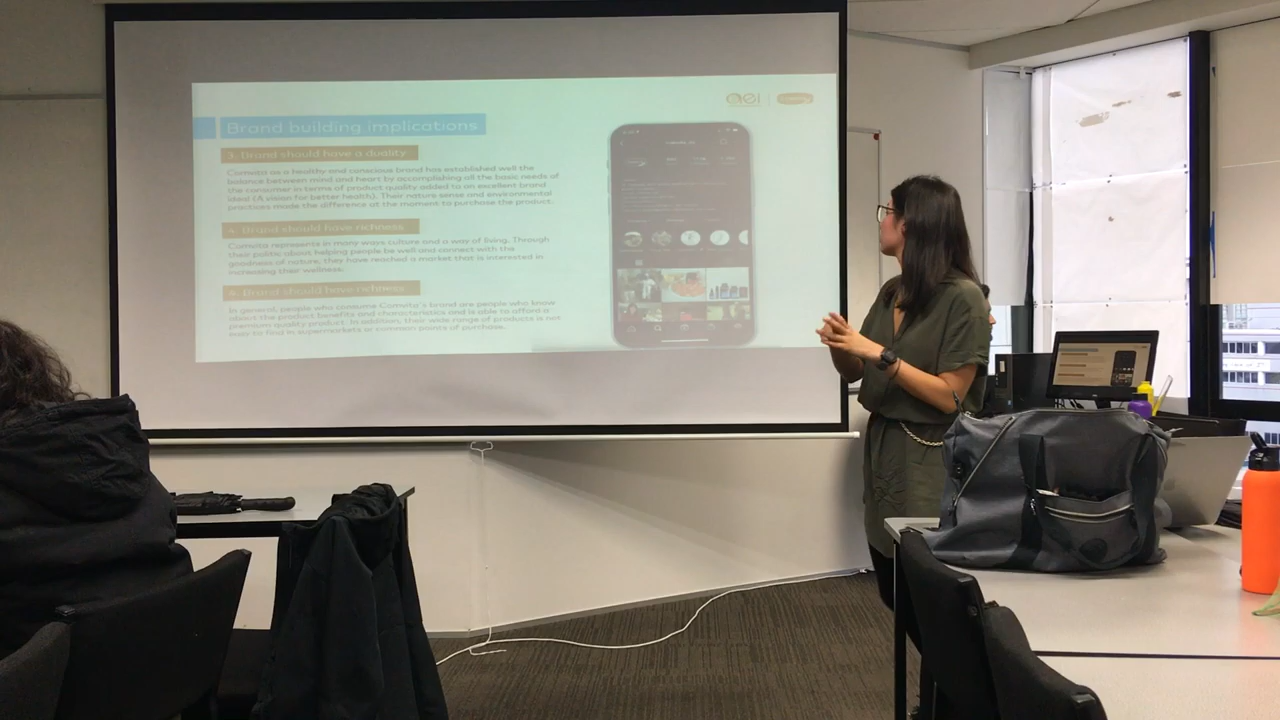 aei
Brand building implications
3. Brand should have a duality
Comvita as a healthy and conscious brand has established well the
balance between mind and heart by accomplishing all the basic needs of
the consumer in terms of product quality added to an excellent brand
ideal (A vision for better health). Their nature sense and environmental
practices made the difference at the moment to purchase the product.
4. Brand should have richness
Comvita represents in many ways culture and a way of living. Through
their politic about helping people be well and connect with the
goodness of nature, they have reached a market that is interested in
increasing their wellness.
5. Brand should have richness
In general, people who consume Comvita's brand are people who know
about the product benefits and characteristics and is able to afford a
premium quality product. In addition, their wide range of products is not
easy to find in supermarkets or common points of purchase.